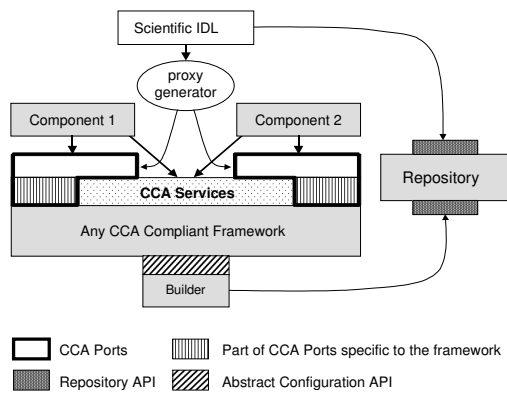 Scientific IDL
proxy
generator
Component 1
Component 2
CCA Services
Repository
Any CCA Compliant Framework
Builder
CCA Ports
Part of CCA Ports specific to the framework
Repository API
Abstract Configuration API